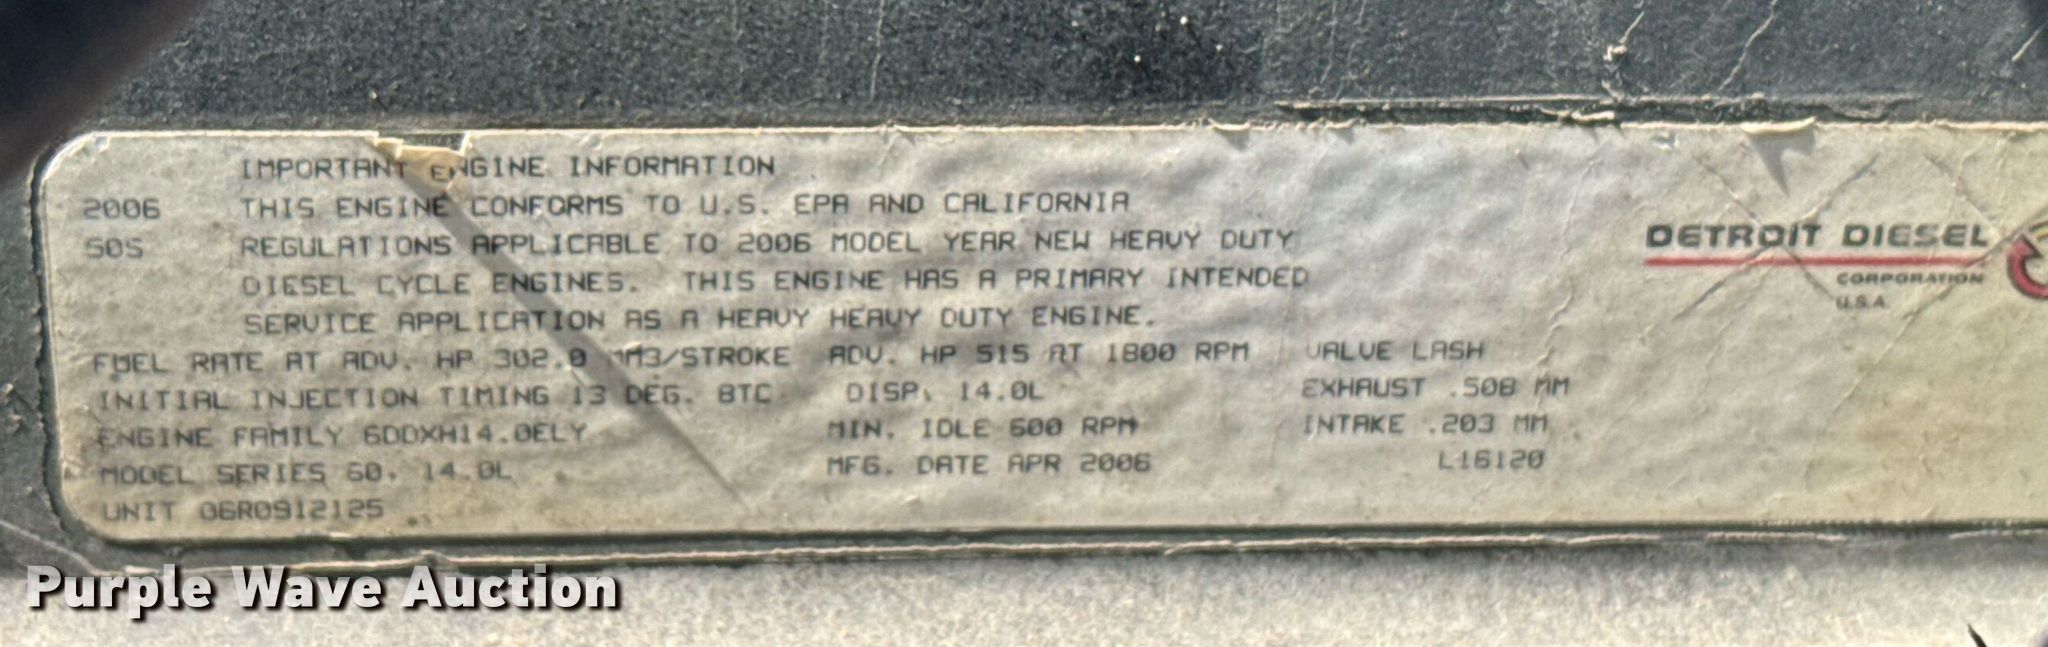 IMPORTANT ENGINE INFORMATION
2006 THIS ENGINE CONFORMS TO U.S. EPA AND CALIFORNIA
50S REGULATIONS APPLICABLE TO 2006 MODEL YEAR NEW HEAVY DUTY
DIESEL CYCLE ENGINES. THIS ENGINE HAS A PRIMARY INTENDED
SERVICE APPLICATION AS A HEAVY HEAVY DUTY ENGINE.
FUEL RATE AT ADV. HP 302.0 MM3/STROKE ADV. HP 515 AT 1800 RPM VALVE LASH
INITIAL INJECTION TIMING 13 DEG. BTC DISP. 14.0L EXHAUST .508 MM
ENGINE FAMILY 6DDXH14.0ELY MIN. IDLE 600 RPM INTAKE .203 MM
MODEL SERIES 60, 14.0L MFG. DATE APR 2006 L16120
UNIT 06R0912125
DETROIT DIESEL
CORPORATION
U.S.A
Purple Wave Auction